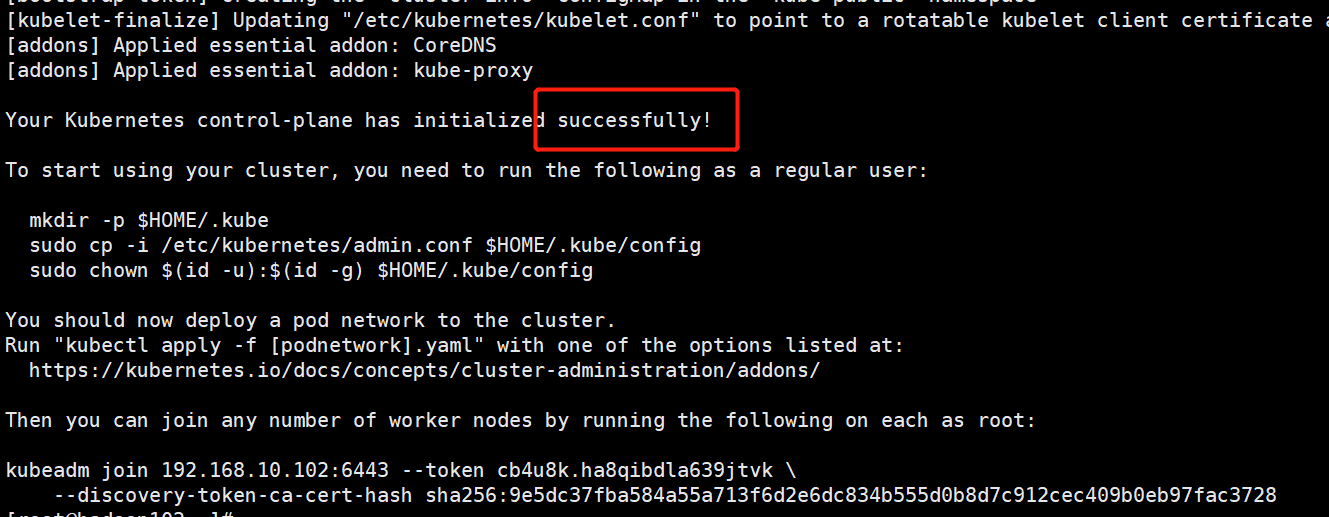 [kubelet-finalize] Updating "/etc/kubernetes/kubelet.conf" to point to a rotatable kubelet client certificate
[addons] Applied essential addon: CoreDNS
[addons] Applied essential addon: kube-proxy
Your Kubernetes control-plane has initialized successfully!
To start using your cluster, you need to run the following as a regular user:
mkdir -p $HOME/.kube
sudo cp -i /etc/kubernetes/admin.conf $HOME/.kube/config
sudo chown $(id -u):$(id -g) $HOME/.kube/config
You should now deploy a pod network to the cluster.
Run "kubectl apply -f [podnetwork].yaml" with one of the options listed at:
https://kubernetes.io/docs/concepts/cluster-administration/addons/
Then you can join any number of worker nodes by running the following on each as root:
kubeadm join 192.168.10.102:6443 --token cb4u8k.ha8qibdla639jtvk \
--discovery-token-ca-cert-hash sha256:9e5dc37fba584a55a713f6d2e6dc834b555d0b8d7c912cec409b0eb97fac3728